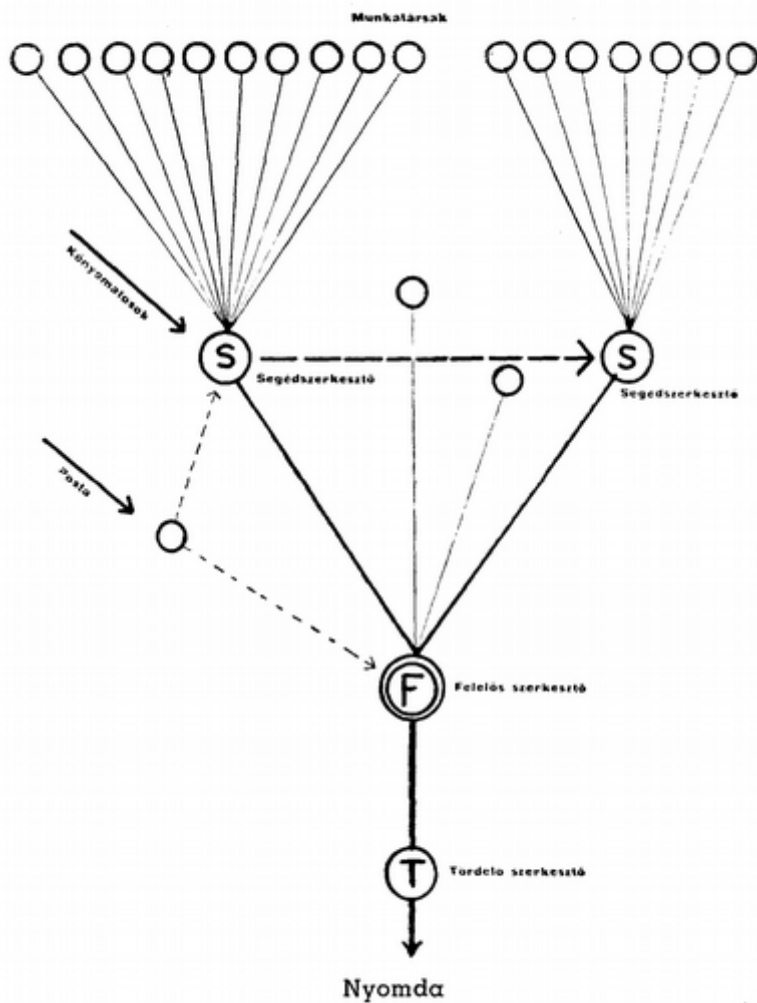 Munkatársak
Kőnyomatosok
S
Segédszerkesztő
S
Segédszerkesztő
Posta
F
Felelős szerkesztő
T
Tördelő szerkesztő
Nyomda